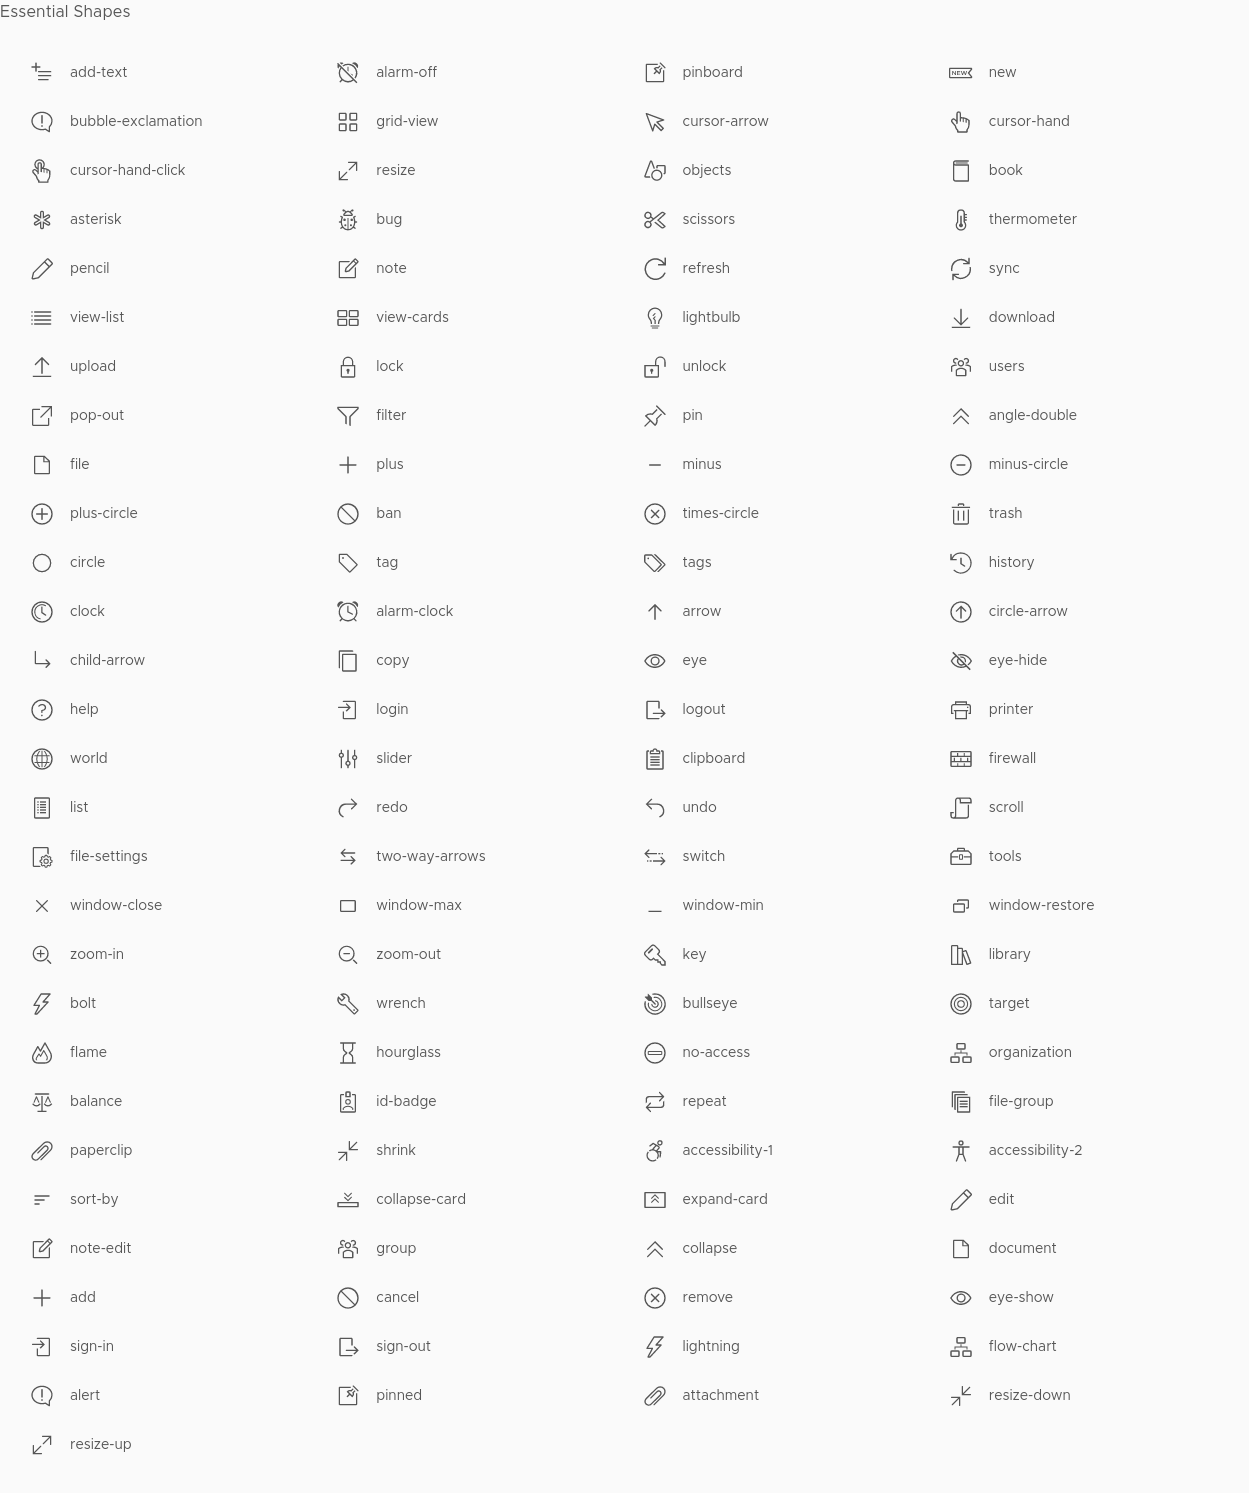 Essential Shapes
add-text alarm-off pinboard NEW new
bubble-exclamation grid-view cursor-arrow cursor-hand
cursor-hand-click resize objects book
asterisk bug scissors thermometer
pencil note refresh sync
view-list view-cards lightbulb download
upload lock unlock users
pop-out filter pin angle-double
file plus minus minus-circle
plus-circle ban times-circle trash
circle tag tags history
clock alarm-clock arrow circle-arrow
child-arrow copy eye eye-hide
help login logout printer
world slider clipboard firewall
list redo undo scroll
file-settings two-way-arrows switch tools
window-close window-max window-min window-restore
zoom-in zoom-out key library
bolt wrench bullseye target
flame hourglass no-access organization
balance id-badge repeat file-group
paperclip shrink accessibility-1 accessibility-2
sort-by collapse-card expand-card edit
note-edit group collapse document
add cancel remove eye-show
sign-in sign-out lightning flow-chart
alert pinned attachment resize-down
resize-up